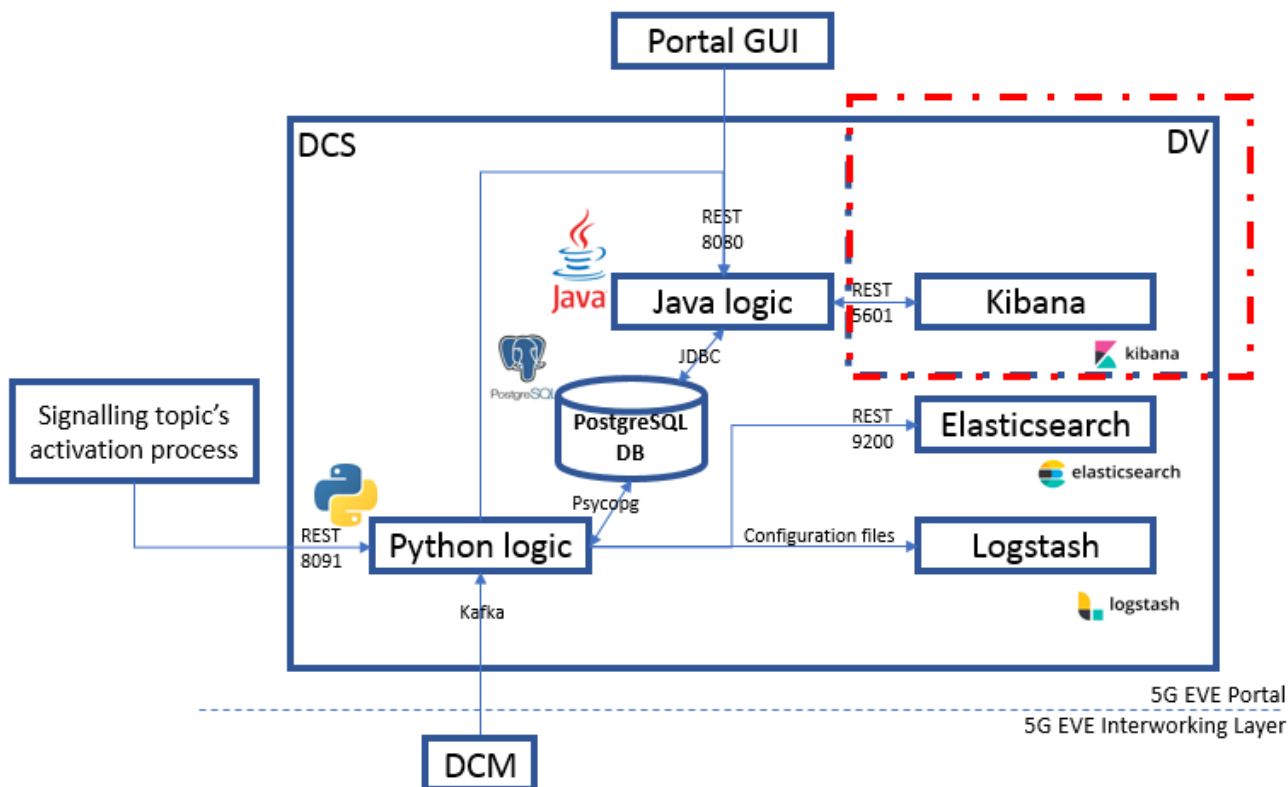 Portal GUI
DCS
DV
REST
8080
Java
Java logic
REST
5601
Kibana
kibana
JDBC
PostgreSQL
PostgreSQL
DB
REST
9200
Elasticsearch
elasticsearch
Signalling topic's
activation process
Psycopg
REST
8091
Python logic
Configuration files
Logstash
logstash
Kafka
5G EVE Portal
5G EVE Interworking Layer
DCM